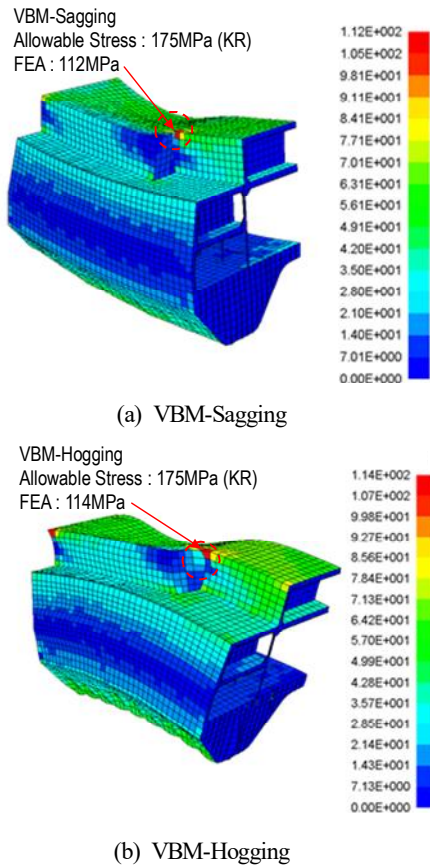 VBM-Sagging
Allowable Stress : 175MPa (KR)
FEA : 112MPa
1.12E+002
1.05E+002
9.81E+001
9.11E+001
8.41E+001
7.71E+001
7.01E+001
6.31E+001
5.61E+001
4.91E+001
4.20E+001
3.50E+001
2.80E+001
2.10E+001
1.40E+001
7.01E+000
0.00E+000
(a) VBM-Sagging
VBM-Hogging
Allowable Stress : 175MPa (KR)
FEA : 114MPa
1.14E+002
1.07E+002
9.98E+001
9.27E+001
8.56E+001
7.84E+001
7.13E+001
6.42E+001
5.70E+001
4.99E+001
4.28E+001
3.57E+001
2.85E+001
2.14E+001
1.43E+001
7.13E+000
0.00E+000
(b) VBM-Hogging